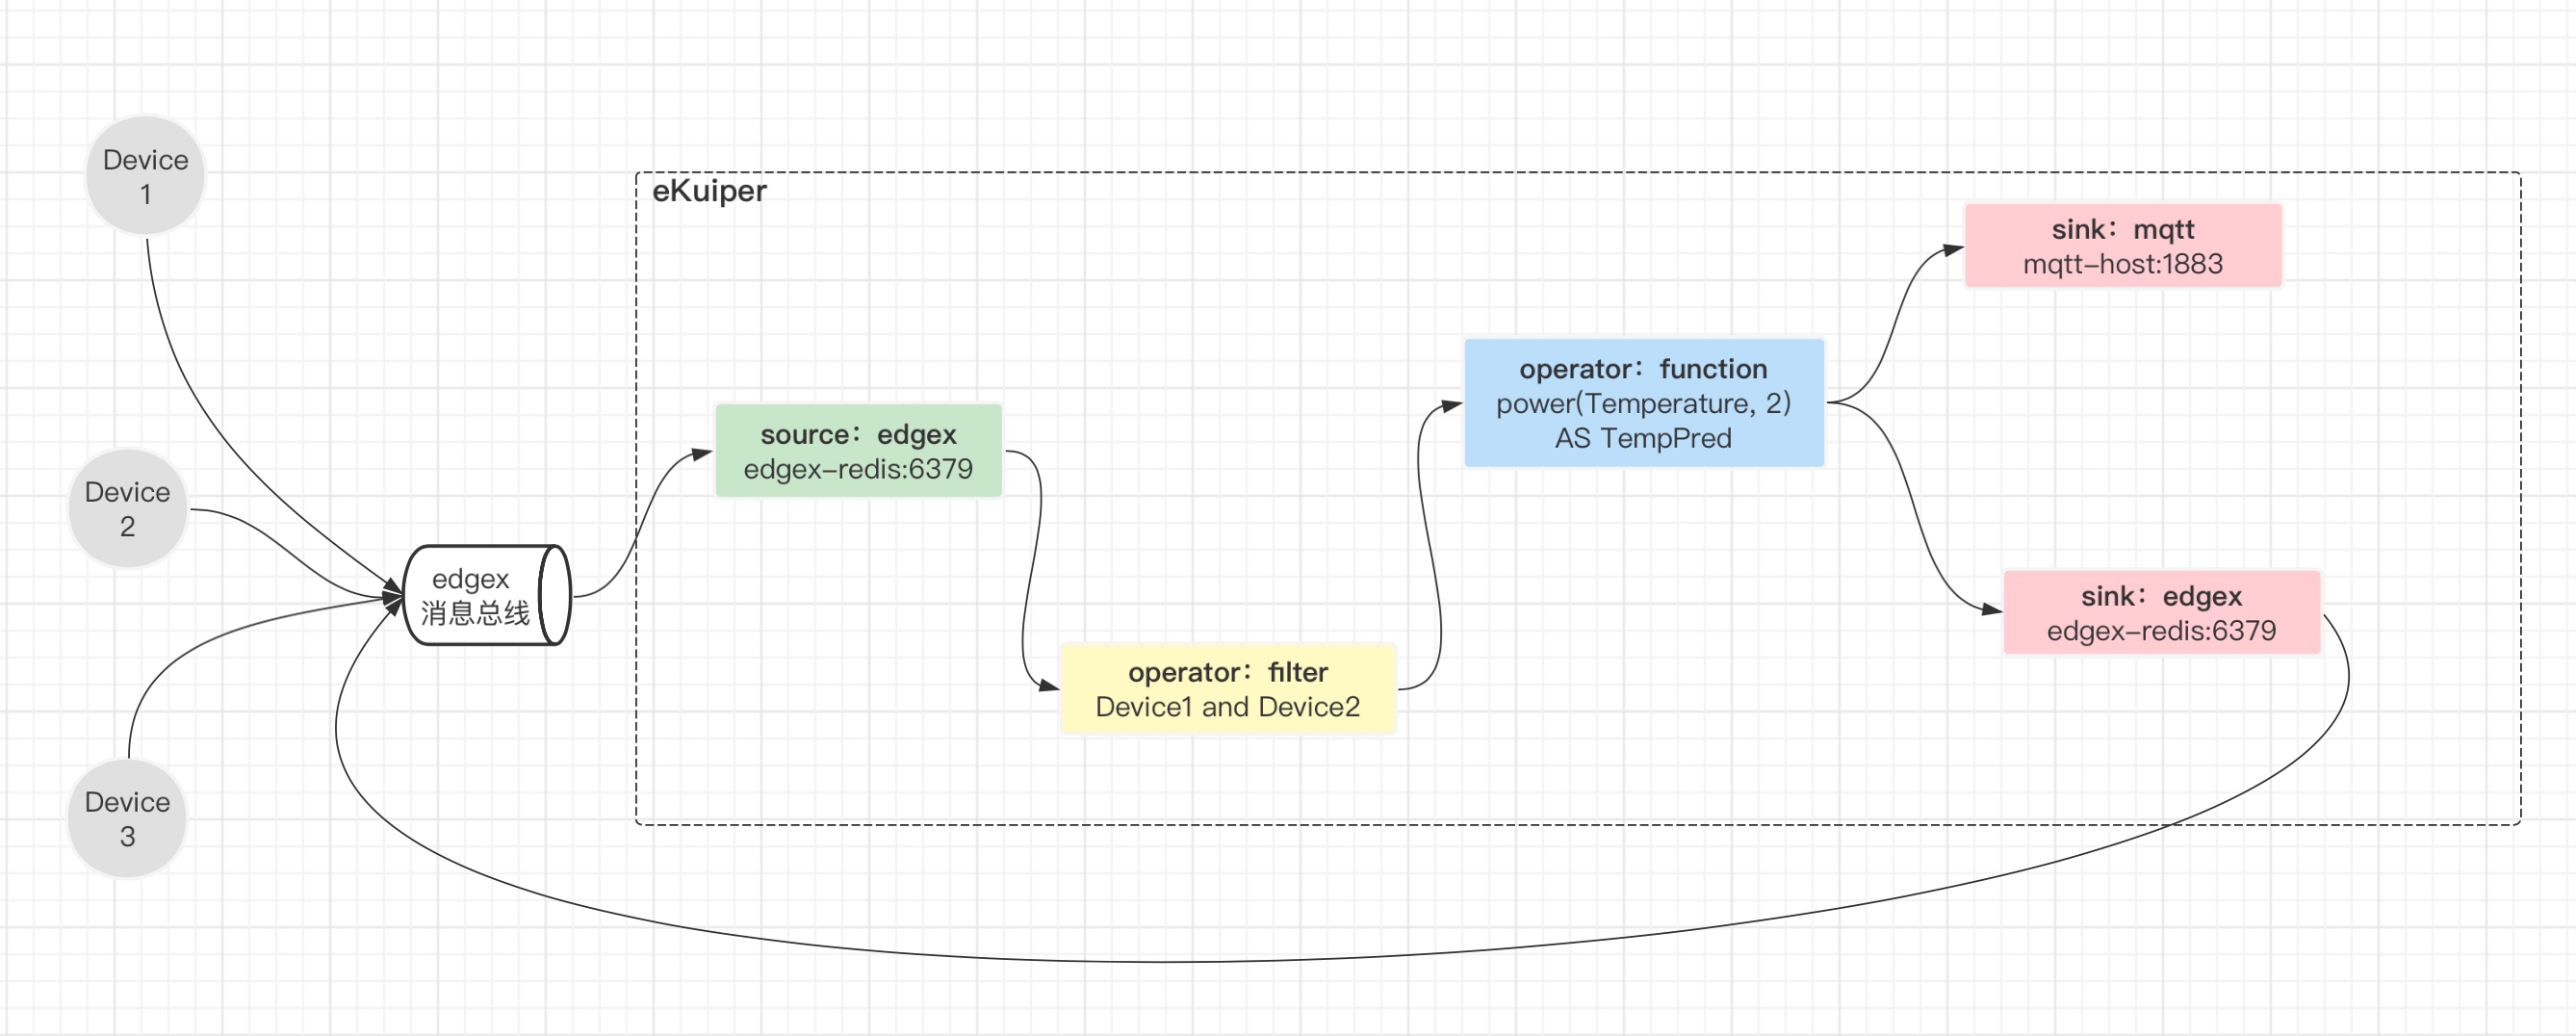 Device
1
Device
2
Device
3
edgex
消息总线
eKuiper
source：edgex
edgex-redis:6379
operator：filter
Device1 and Device2
operator：function
power(Temperature, 2)
AS TempPred
sink：mqtt
mqtt-host:1883
sink：edgex
edgex-redis:6379